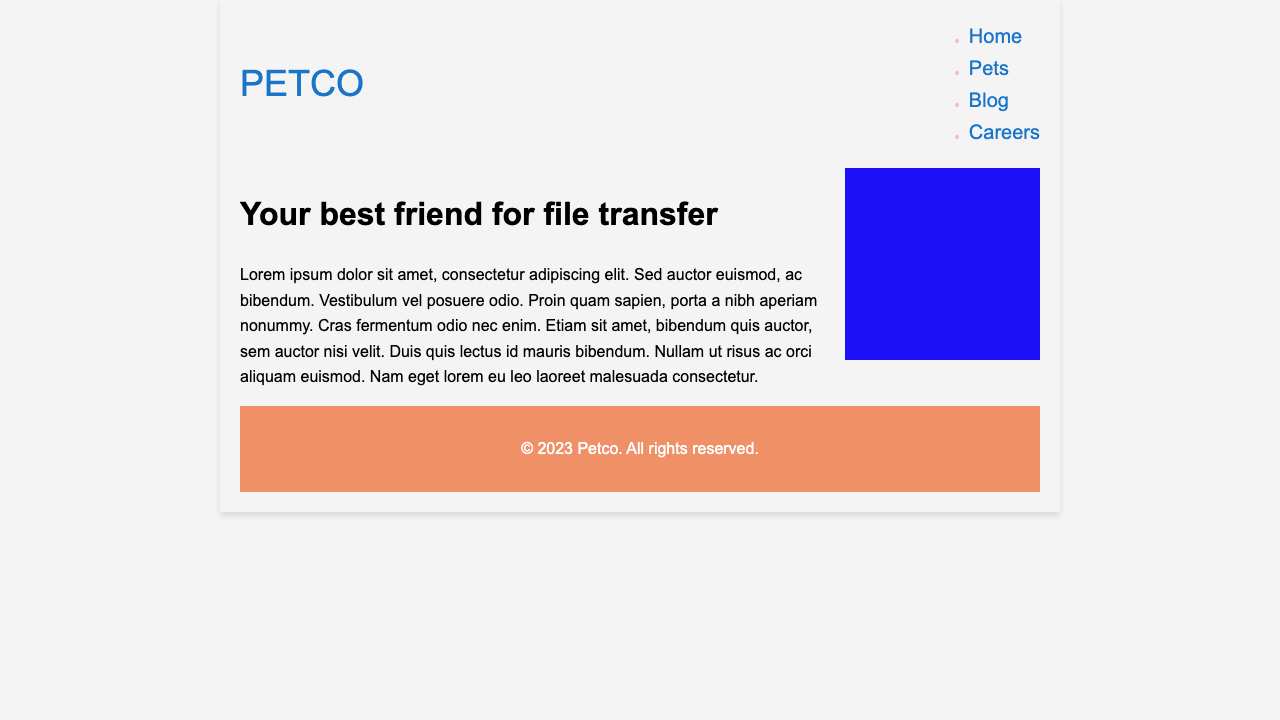 PETCO
Home
Pets
Blog
Careers
Your best friend for file transfer
Lorem ipsum dolor sit amet, consectetur adipiscing elit. Sed auctor euismod, ac
bibendum. Vestibulum vel posuere odio. Proin quam sapien, porta a nibh aperiam
nonummy. Cras fermentum odio nec enim. Etiam sit amet, bibendum quis auctor,
sem auctor nisi velit. Duis quis lectus id mauris bibendum. Nullam ut risus ac orci
aliquam euismod. Nam eget lorem eu leo laoreet malesuada consectetur.
© 2023 Petco. All rights reserved.